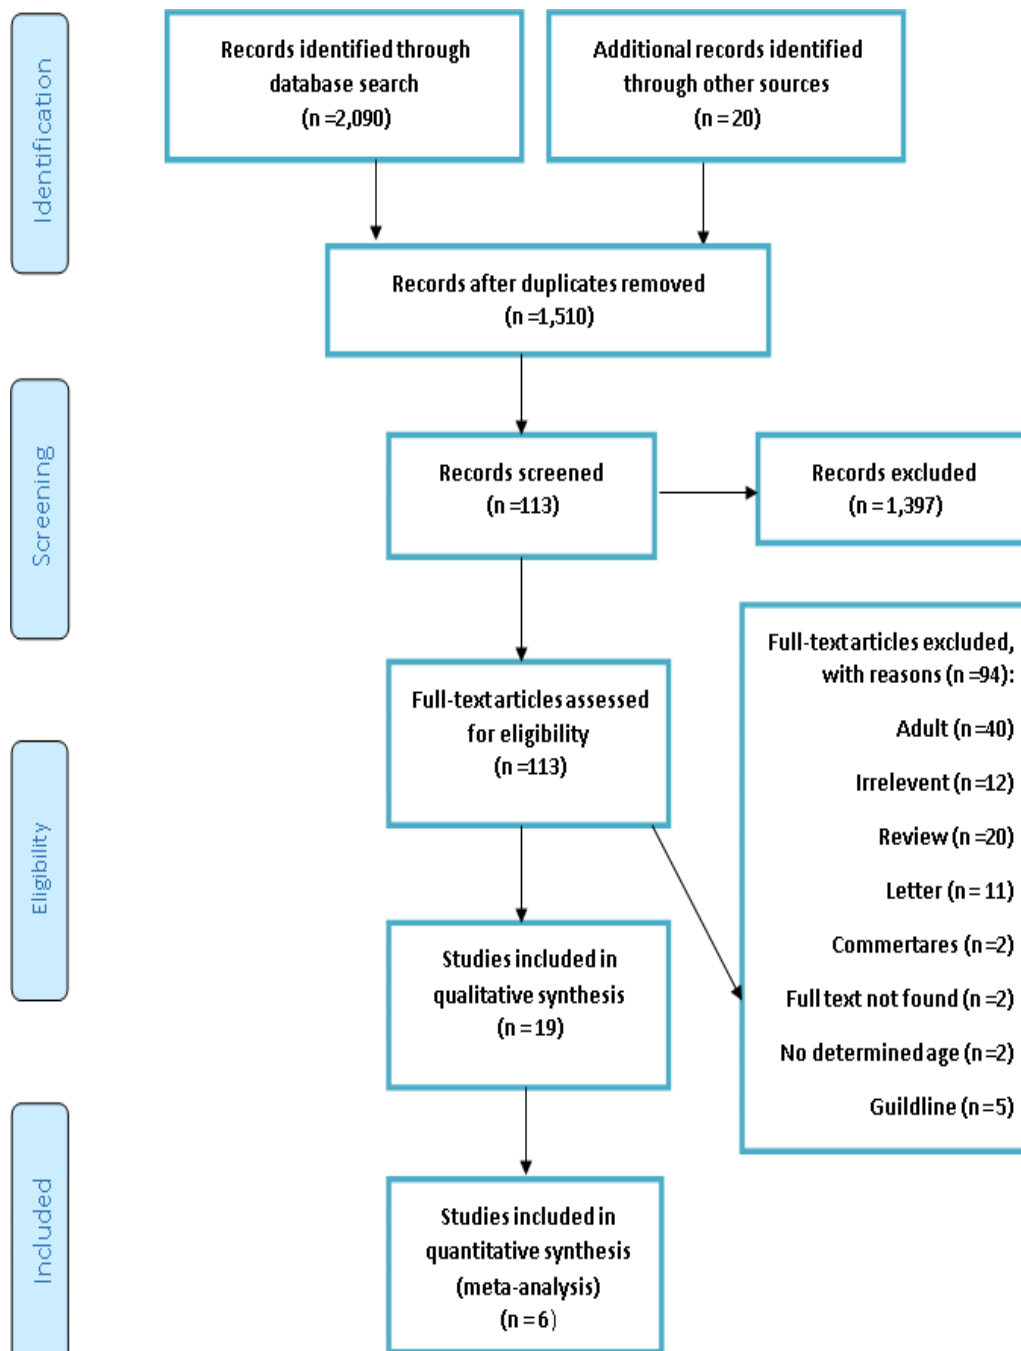 Identification
Records identified through
database search
(n =2,090)
Additional records identified
through other sources
(n = 20)
Records after duplicates removed
(n =1,510)
Screening
Records screened
(n =113)
Records excluded
(n = 1,397)
Eligibility
Full-text articles assessed
for eligibility
(n =113)
Full-text articles excluded,
with reasons (n =94):
Adult (n=40)
Irrelevent (n=12)
Review (n=20)
Letter (n = 11)
Commertares (n=2)
Full text not found (n=2)
No determined age (n=2)
Guildline (n=5)
Studies included in
qualitative synthesis
(n = 19)
Included
Studies included in
quantitative synthesis
(meta-analysis)
(n = 6)